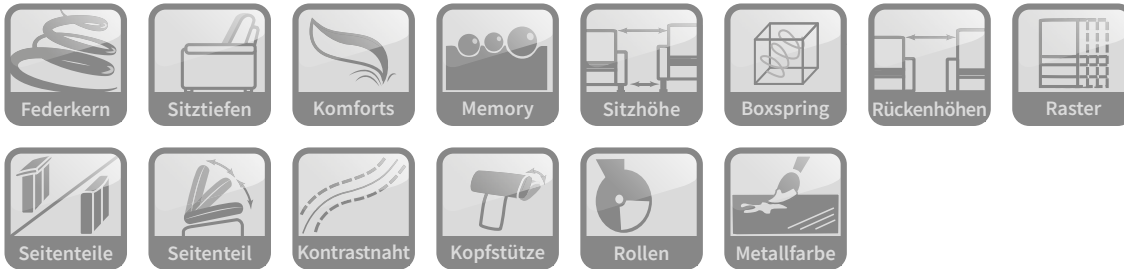 Federkern
Sitztiefen
Komforts
Memory
Sitzhöhe
Boxspring
Rückenhöhen
Raster
Seitenteile
Seitenteil
Kontrastnaht
Kopfstütze
Rollen
Metallfarbe